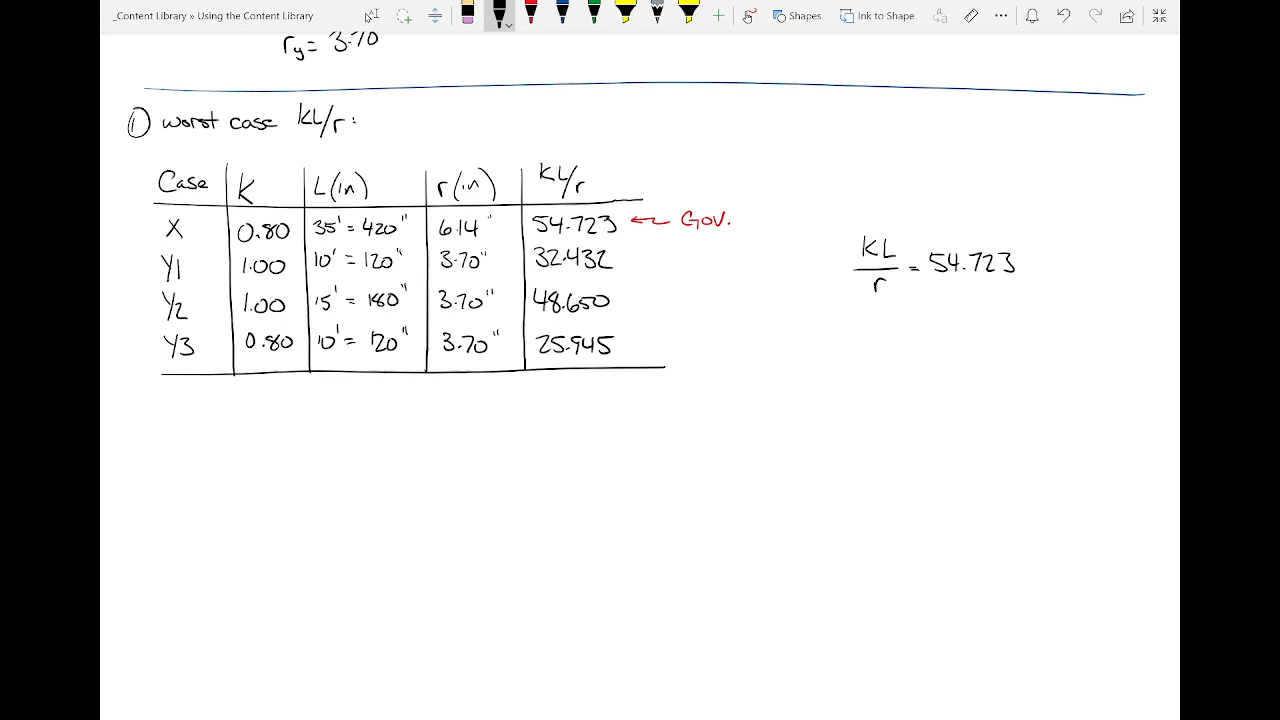 _Content Library » Using the Content Library
Shapes
Ink to Shape
ry = 3.70
① worst case KL/r:
Case K L(in) r(in) KL/r
X 0.80 35' = 420" 6.14" 54.723 ← Gov.
Y1 1.00 10' = 120" 3.70" 32.432
Y2 1.00 15' = 180" 3.70" 48.650
Y3 0.80 10' = 120" 3.70" 25.945
KL/r = 54.723